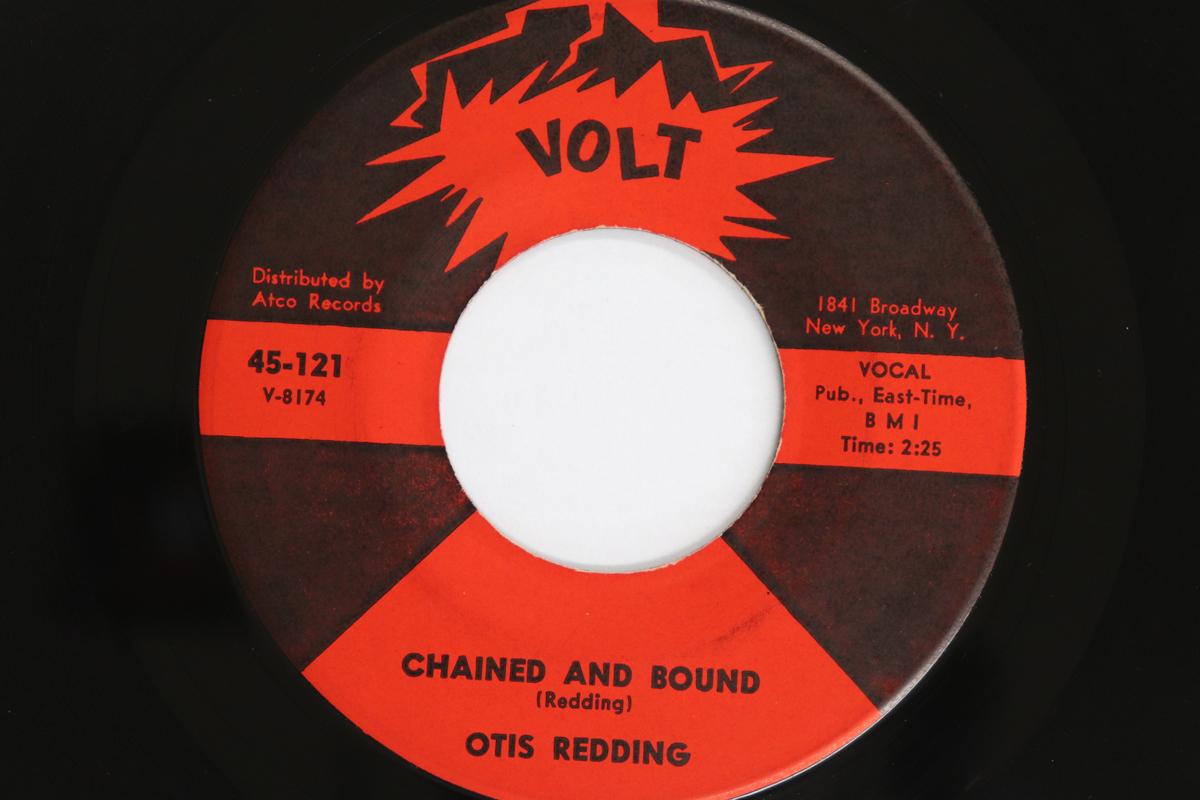 VOLT
Distributed by
Atco Records
1841 Broadway
New York, N. Y.
45-121
V-8174
VOCAL
Pub., East-Time,
B M I
Time: 2:25
CHAINED AND BOUND
(Redding)
OTIS REDDING